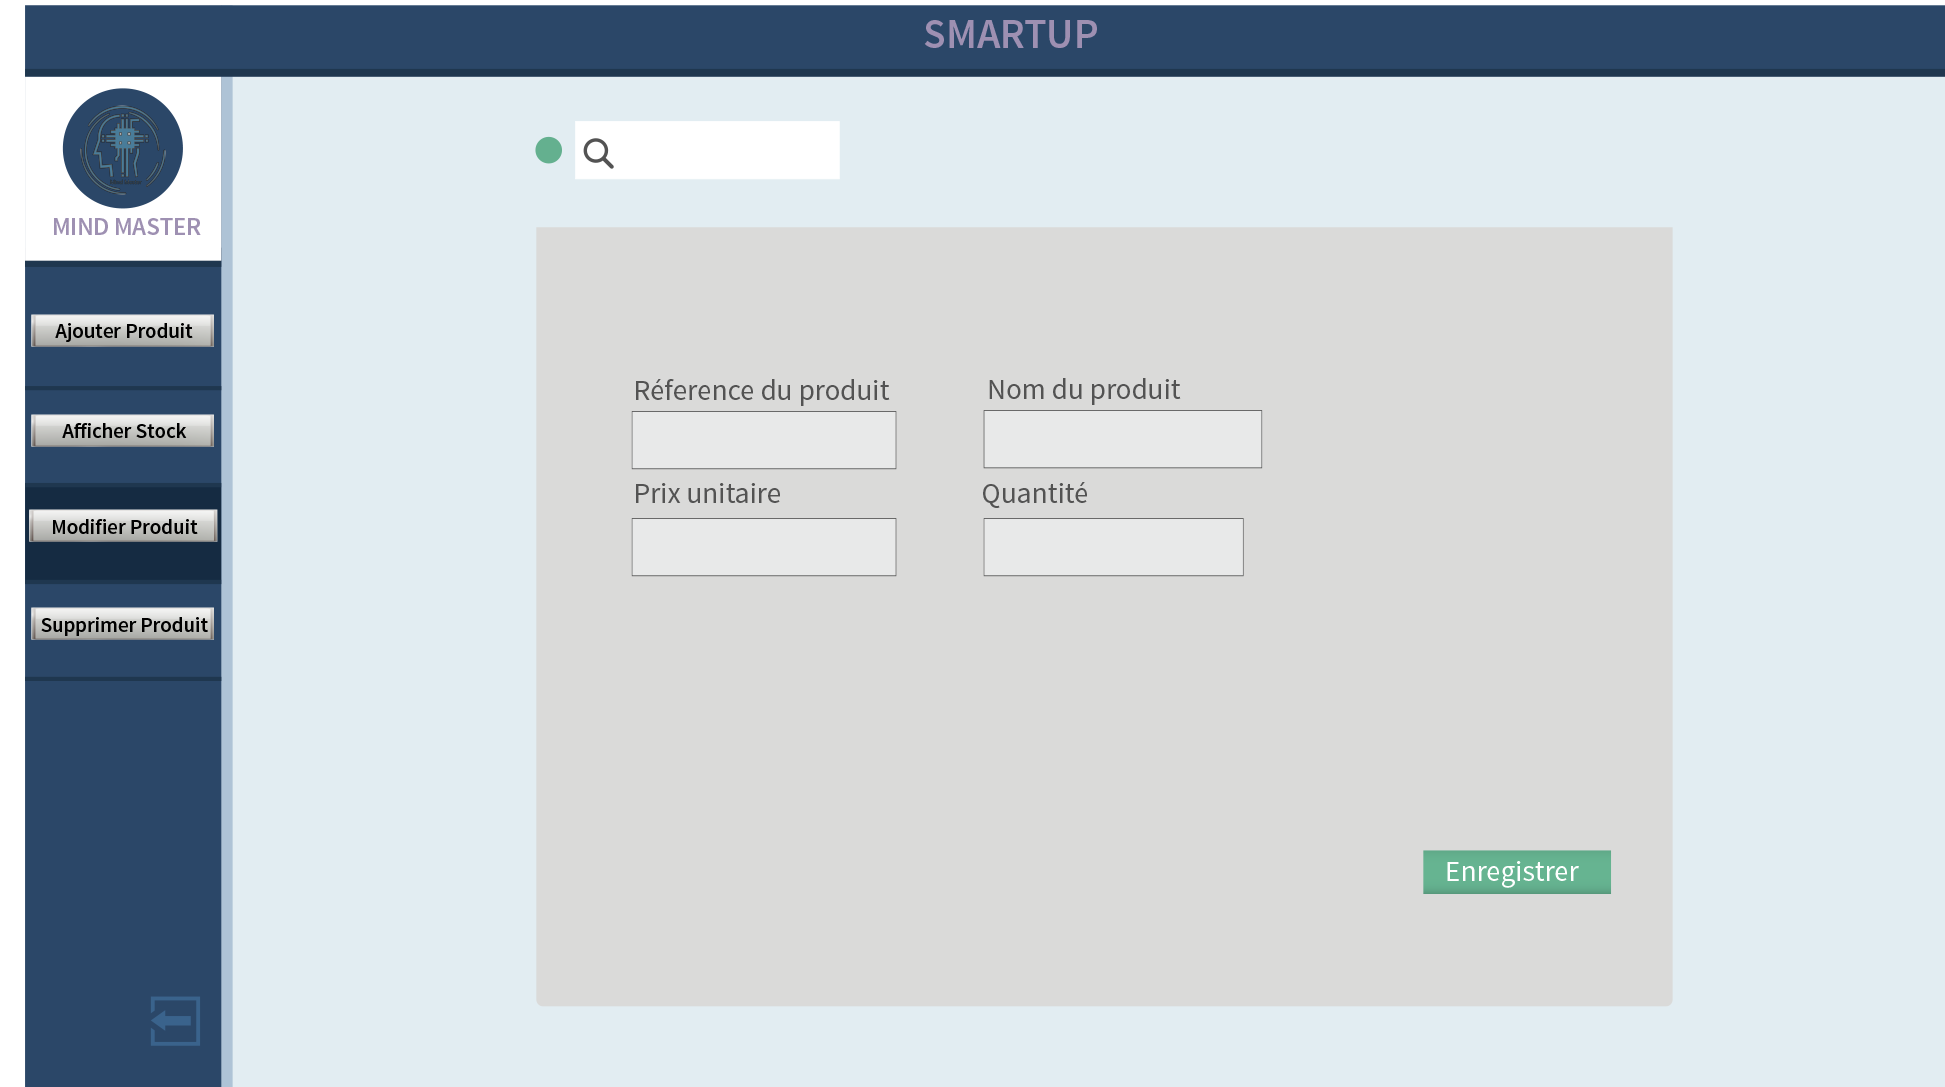 SMARTUP
MIND MASTER
Ajouter Produit
Afficher Stock
Modifier Produit
Supprimer Produit
Réference du produit
Nom du produit
Prix unitaire
Quantité
Enregistrer